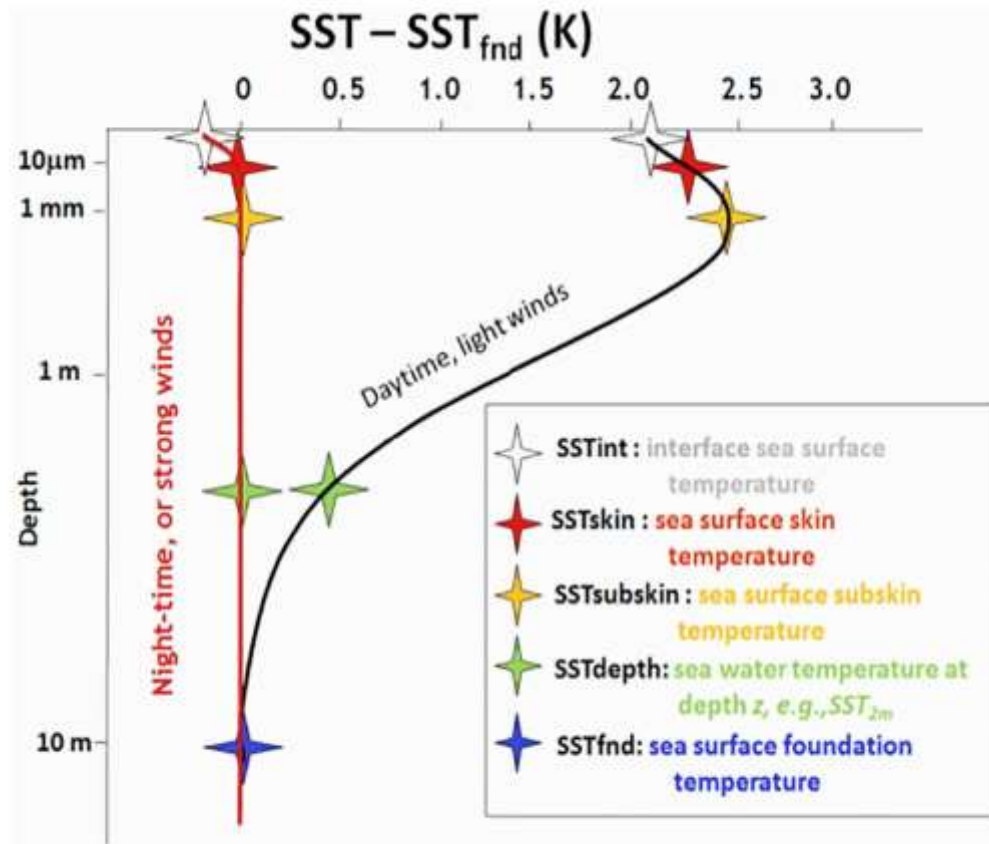 SST – SSTfnd (K)
0 0.5 1.0 1.5 2.0 2.5 3.0
10μm
1 mm
1 m
10 m
Depth
Night-time, or strong winds
Daytime, light winds
SSTint : interface sea surface
temperature
SSTskin : sea surface skin
temperature
SSTsubskin : sea surface subskin
temperature
SSTdepth: sea water temperature at
depth z, e.g.,SST2m
SSTfnd: sea surface foundation
temperature